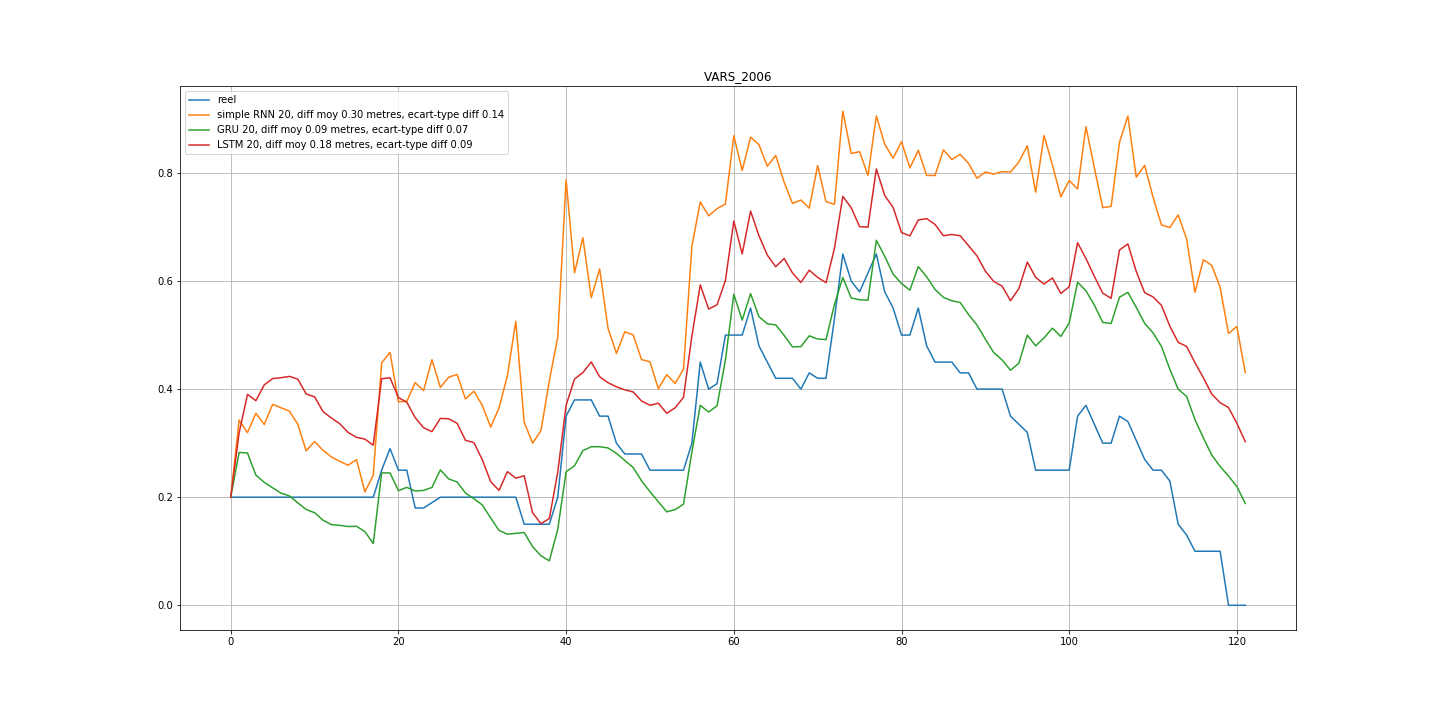 VARS_2006
reel
simple RNN 20, diff moy 0.30 metres, ecart-type diff 0.14
GRU 20, diff moy 0.09 metres, ecart-type diff 0.07
LSTM 20, diff moy 0.18 metres, ecart-type diff 0.09
0.8
0.6
0.4
0.2
0.0
0 20 40 60 80 100 120